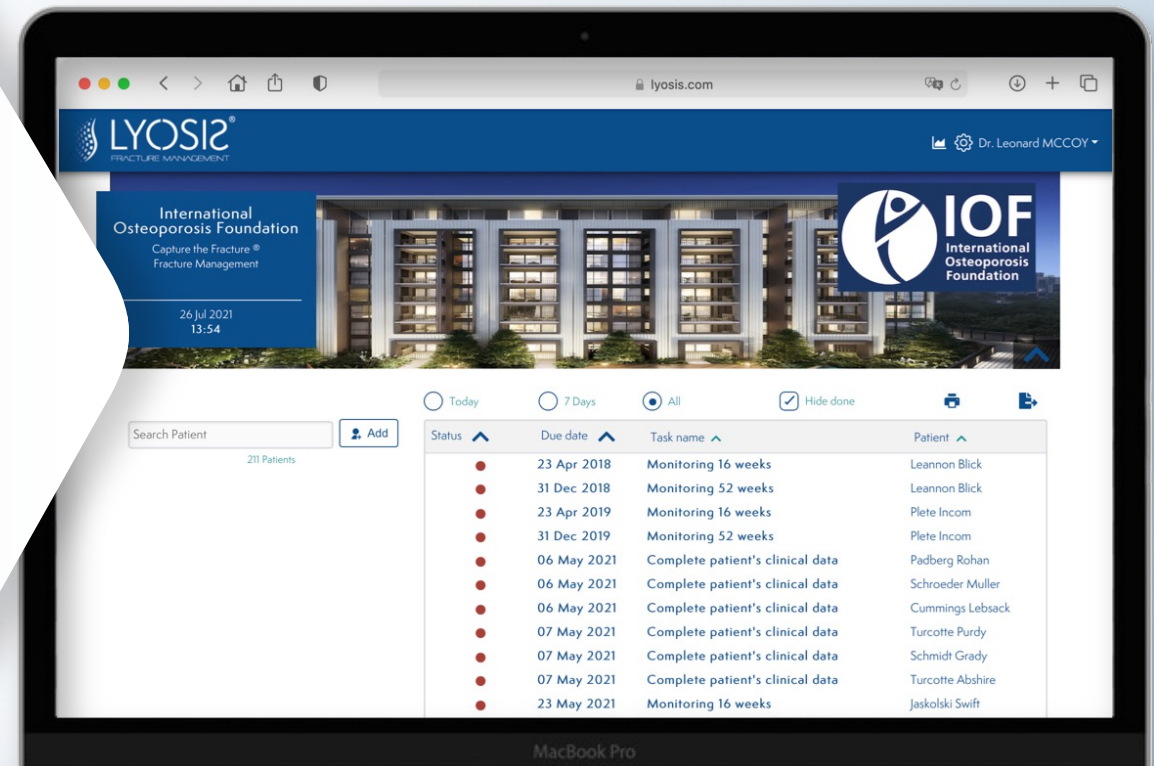 lyosis.com
LYOSIS®
FRACTURE MANAGEMENT
Dr. Leonard MCCOY
International
Osteoporosis Foundation
Capture the Fracture ®
Fracture Management
26 Jul 2021
13:54
IOF
International
Osteoporosis
Foundation
Today 7 Days All Hide done
Search Patient Add
211 Patients
Status Due date Task name Patient
23 Apr 2018 Monitoring 16 weeks Leannon Blick
31 Dec 2018 Monitoring 52 weeks Leannon Blick
23 Apr 2019 Monitoring 16 weeks Plete Incom
31 Dec 2019 Monitoring 52 weeks Plete Incom
06 May 2021 Complete patient's clinical data Padberg Rohan
06 May 2021 Complete patient's clinical data Schroeder Muller
06 May 2021 Complete patient's clinical data Cummings Lebsack
07 May 2021 Complete patient's clinical data Turcotte Purdy
07 May 2021 Complete patient's clinical data Schmidt Grady
07 May 2021 Complete patient's clinical data Turcotte Abshire
23 May 2021 Monitoring 16 weeks Jaskolski Swift
MacBook Pro